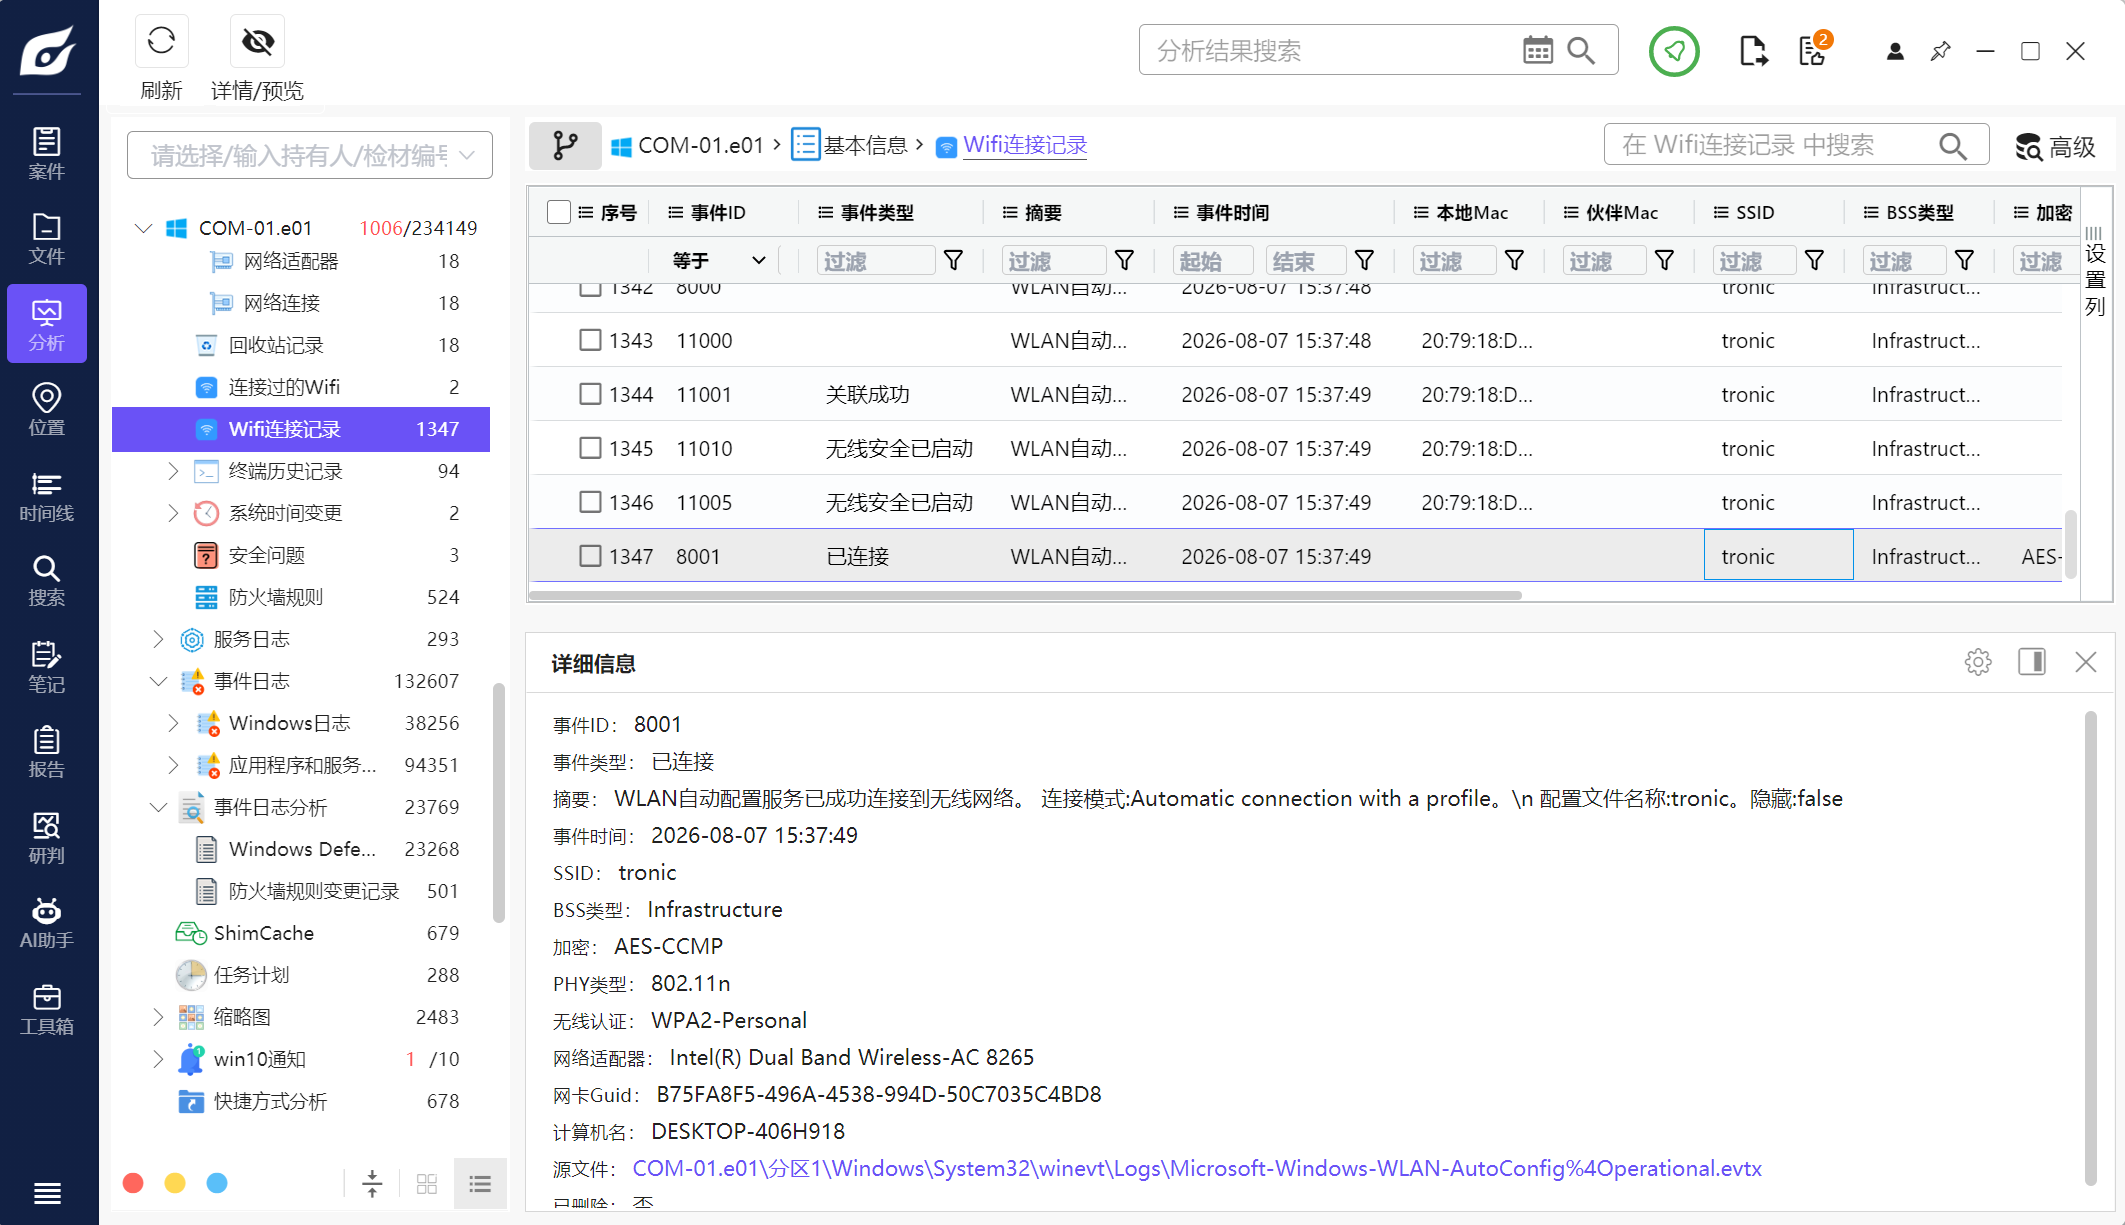 刷新
详情/预览
分析结果搜索
2
案件
文件
分析
位置
时间线
搜索
笔记
报告
研判
AI助手
工具箱
请选择/输入持有人/检材编号
COM-01.e01 1006/234149
网络适配器 18
网络连接 18
回收站记录 18
连接过的Wifi 2
Wifi连接记录 1347
终端历史记录 94
系统时间变更 2
安全问题 3
防火墙规则 524
服务日志 293
事件日志 132607
Windows日志 38256
应用程序和服务... 94351
事件日志分析 23769
Windows Defe... 23268
防火墙规则变更记录 501
ShimCache 679
任务计划 288
缩略图 2483
win10通知 1 /10
快捷方式分析 678
COM-01.e01 › 基本信息 › Wifi连接记录
在 Wifi连接记录 中搜索
高级
序号 事件ID 事件类型 摘要 事件时间 本地Mac 伙伴Mac SSID BSS类型 加密
等于 过滤 过滤 起始 结束 过滤 过滤 过滤 过滤 过滤
设置列
1342 8000 WLAN自动... 2026-08-07 15:37:48 tronic Infrastruct...
1343 11000 WLAN自动... 2026-08-07 15:37:48 20:79:18:D... tronic Infrastruct...
1344 11001 关联成功 WLAN自动... 2026-08-07 15:37:49 20:79:18:D... tronic Infrastruct...
1345 11010 无线安全已启动 WLAN自动... 2026-08-07 15:37:49 20:79:18:D... tronic Infrastruct...
1346 11005 无线安全已启动 WLAN自动... 2026-08-07 15:37:49 20:79:18:D... tronic Infrastruct...
1347 8001 已连接 WLAN自动... 2026-08-07 15:37:49 tronic Infrastruct... AES-
详细信息
事件ID： 8001
事件类型： 已连接
摘要： WLAN自动配置服务已成功连接到无线网络。 连接模式:Automatic connection with a profile。\n 配置文件名称:tronic。隐藏:false
事件时间： 2026-08-07 15:37:49
SSID： tronic
BSS类型： Infrastructure
加密： AES-CCMP
PHY类型： 802.11n
无线认证： WPA2-Personal
网络适配器： Intel(R) Dual Band Wireless-AC 8265
网卡Guid： B75FA8F5-496A-4538-994D-50C7035C4BD8
计算机名： DESKTOP-406H918
源文件： COM-01.e01\分区1\Windows\System32\winevt\Logs\Microsoft-Windows-WLAN-AutoConfig%4Operational.evtx
已删除： 否